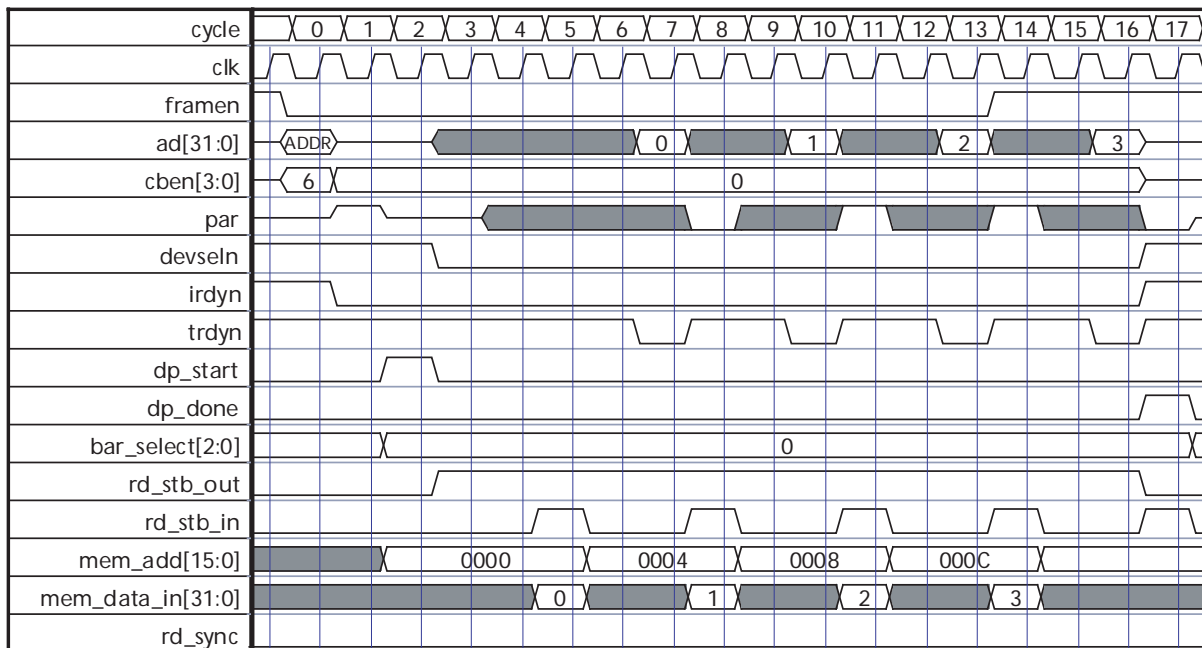 cycle 0 1 2 3 4 5 6 7 8 9 10 11 12 13 14 15 16 17
clk
framen
ad[31:0] ADDR 0 1 2 3
cben[3:0] 6 0
par
devseln
irdyn
trdyn
dp_start
dp_done
bar_select[2:0] 0
rd_stb_out
rd_stb_in
mem_add[15:0] 0000 0004 0008 000C
mem_data_in[31:0] 0 1 2 3
rd_sync